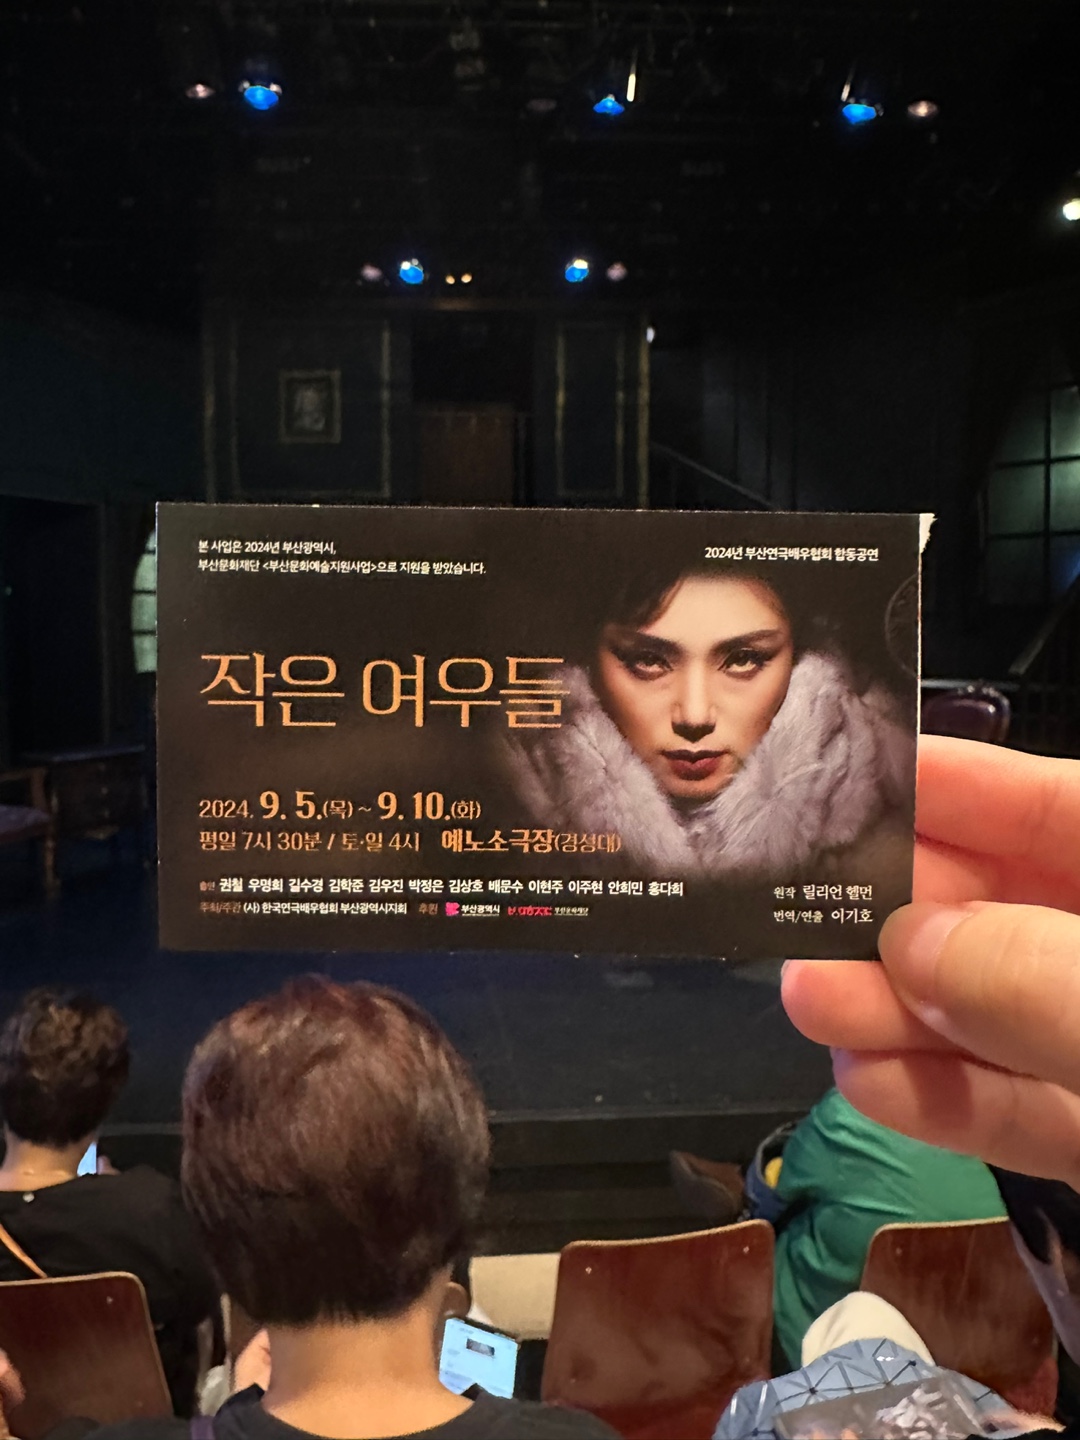 본 사업은 2024년 부산광역시,
부산문화재단 <부산문화예술지원사업>으로 지원을 받았습니다.
2024년 부산연극배우협회 합동공연
작은 여우들
2024. 9. 5.(목) ~ 9. 10.(화)
평일 7시 30분 / 토·일 4시 예노소극장(경성대)
출연 권철 우명희 길수경 김학준 김우진 박정은 김상호 배문수 이현주 이주현 안희민 홍다희
주최/주관 (사) 한국연극배우협회 부산광역시지회 후원 부산광역시 부산문화재단
원작 릴리언 헬먼
번역/연출 이기호